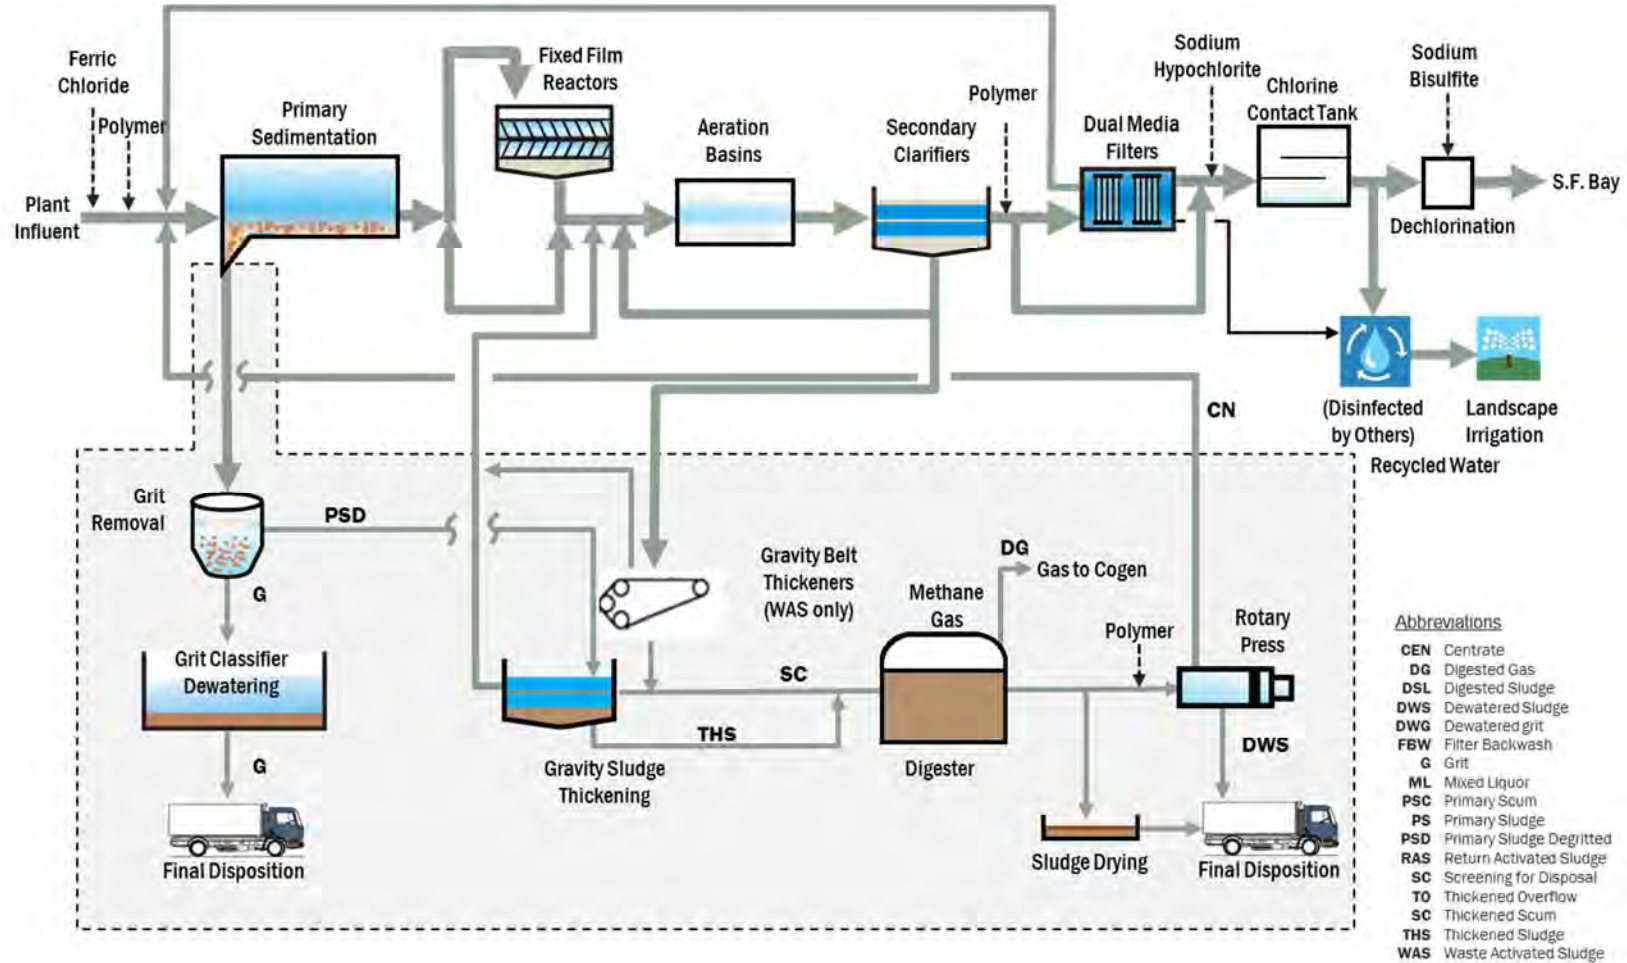 Ferric
Chloride
Polymer
Plant
Influent
Primary
Sedimentation
Fixed Film
Reactors
Aeration
Basins
Secondary
Clarifiers
Polymer
Dual Media
Filters
Sodium
Hypochlorite
Chlorine
Contact Tank
Sodium
Bisulfite
S.F. Bay
Dechlorination
(Disinfected
by Others)
Landscape
Irrigation
Recycled Water
CN
Grit
Removal
PSD
G
Grit Classifier
Dewatering
G
Final Disposition
Gravity Belt
Thickeners
(WAS only)
SC
THS
Gravity Sludge
Thickening
Methane
Gas
DG
Gas to Cogen
Digester
Polymer
Rotary
Press
DWS
Sludge Drying
Final Disposition
Abbreviations
CEN Centrate
DG Digested Gas
DSL Digested Sludge
DWS Dewatered Sludge
DWG Dewatered grit
FBW Filter Backwash
G Grit
ML Mixed Liquor
PSC Primary Scum
PS Primary Sludge
PSD Primary Sludge Degritted
RAS Return Activated Sludge
SC Screening for Disposal
TO Thickened Overflow
SC Thickened Scum
THS Thickened Sludge
WAS Waste Activated Sludge